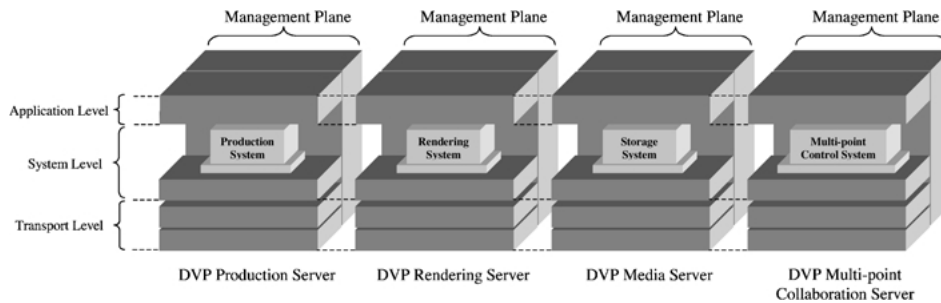 Management Plane
Management Plane
Management Plane
Management Plane
Application Level
System Level
Transport Level
Production
System
Rendering
System
Storage
System
Multi-point
Control System
DVP Production Server
DVP Rendering Server
DVP Media Server
DVP Multi-point
Collaboration Server